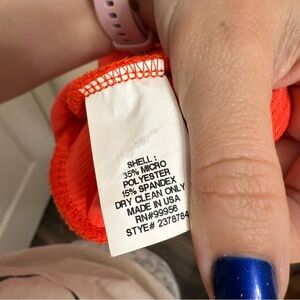 SHELL:
35% MICRO
POLYESTER
15% SPANDEX
DRY CLEAN ONLY
MADE IN USA
RN#99956
STYE# 2378784